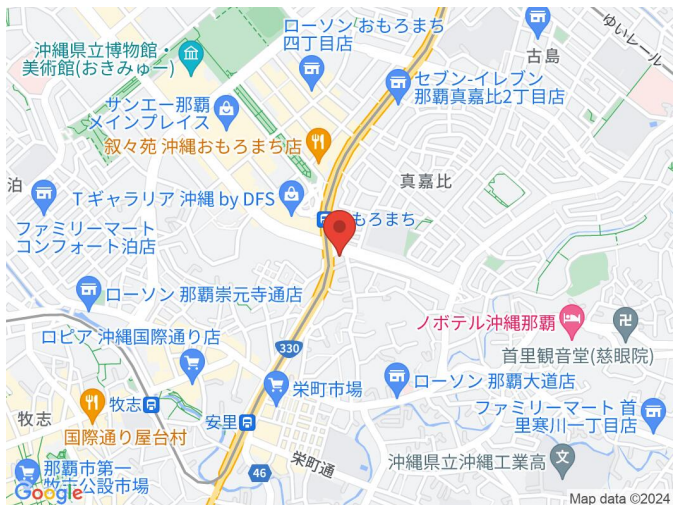 ローソン おもろまち
四丁目店
古島
ゆいレール
沖縄県立博物館・
美術館(おきみゅー)
セブン-イレブン
那覇真嘉比2丁目店
サンエー那覇
メインプレイス
叙々苑 沖縄おもろまち店
真嘉比
泊
T ギャラリア 沖縄 by DFS
おもろまち
ファミリーマート
コンフォート泊店
ローソン 那覇崇元寺通店
ノボテル沖縄那覇
ロピア 沖縄国際通り店
330
首里観音堂(慈眼院)
栄町市場
ローソン 那覇大道店
牧志
牧志
安里
ファミリーマート 首
里寒川一丁目店
国際通り屋台村
栄町通
沖縄県立沖縄工業高
文
46
那覇市第一
牧志公設市場
Google
Map data ©2024